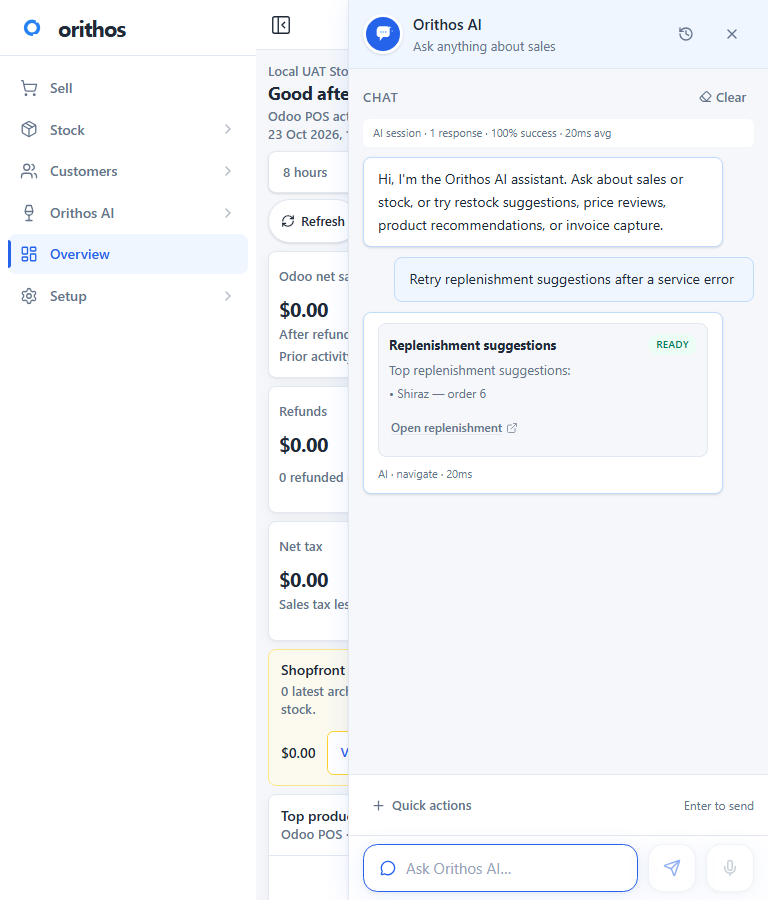 orithos
Sell
Stock
Customers
Orithos AI
Overview
Setup
Local UAT Sto
Good afte
Odoo POS act
23 Oct 2026,
8 hours
Refresh
Odoo net sa
$0.00
After refund
Prior activity
Refunds
$0.00
0 refunded
Net tax
$0.00
Sales tax les
Shopfront
0 latest arch
stock.
$0.00
V
Top produ
Odoo POS ·
Orithos AI
Ask anything about sales
CHAT
Clear
AI session · 1 response · 100% success · 20ms avg
Hi, I'm the Orithos AI assistant. Ask about sales or
stock, or try restock suggestions, price reviews,
product recommendations, or invoice capture.
Retry replenishment suggestions after a service error
Replenishment suggestions
READY
Top replenishment suggestions:
• Shiraz — order 6
Open replenishment
AI · navigate · 20ms
Quick actions
Enter to send
Ask Orithos AI...